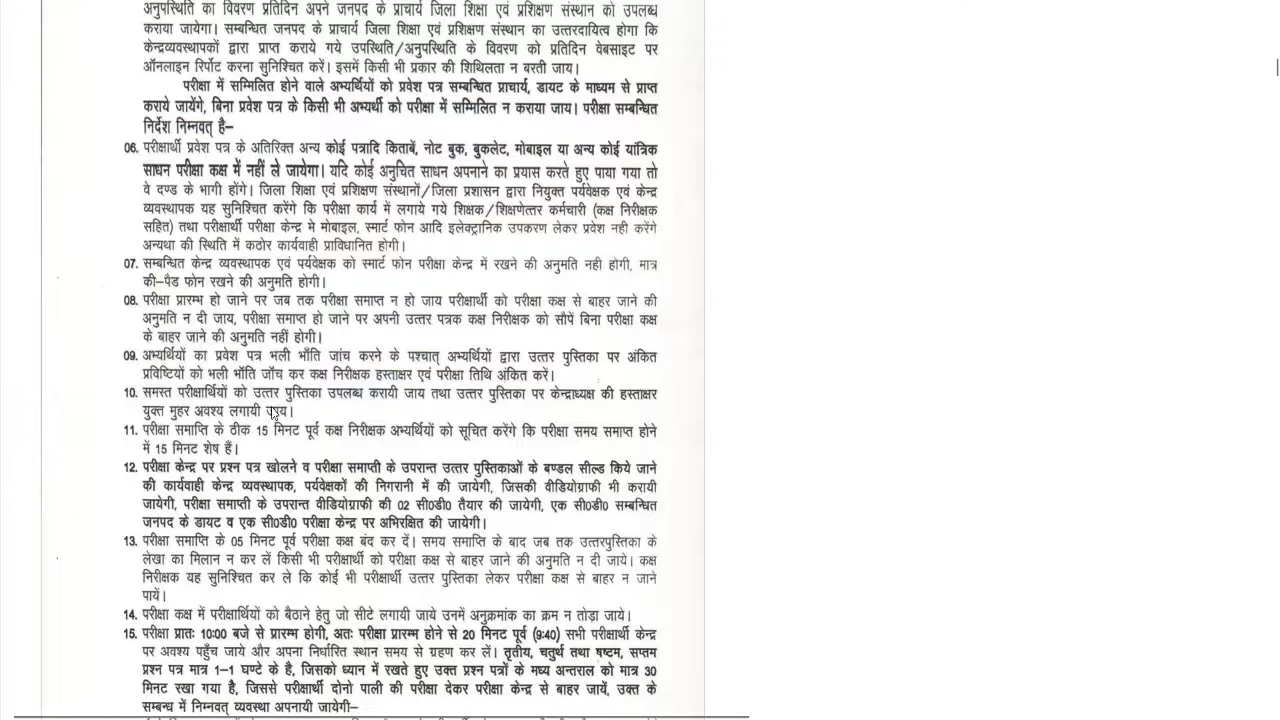 अनुपस्थिति का विवरण प्रतिदिन अपने जनपद के प्राचार्य जिला शिक्षा एवं प्रशिक्षण संस्थान को उपलब्ध
कराया जायेगा। सम्बन्धित जनपद के प्राचार्य जिला शिक्षा एवं प्रशिक्षण संस्थान का उत्तरदायित्व होगा कि
केन्द्रव्यवस्थापकों द्वारा प्राप्त कराये गये उपस्थिति/अनुपस्थिति के विवरण को प्रतिदिन वेबसाइट पर
ऑनलाइन रिर्पोट करना सुनिश्चित करें। इसमें किसी भी प्रकार की शिथिलता न बरती जाय।
परीक्षा में सम्मिलित होने वाले अभ्यर्थियों को प्रवेश पत्र सम्बन्धित प्राचार्य, डायट के माध्यम से प्राप्त
कराये जायेंगे, बिना प्रवेश पत्र के किसी भी अभ्यर्थी को परीक्षा में सम्मिलित न कराया जाय। परीक्षा सम्बन्धित
निर्देश निम्नवत् है–
06. परीक्षार्थी प्रवेश पत्र के अतिरिक्त अन्य कोई पत्रादि किताबें, नोट बुक, बुकलेट, मोबाइल या अन्य कोई यांत्रिक
साधन परीक्षा कक्ष में नहीं ले जायेगा। यदि कोई अनुचित साधन अपनाने का प्रयास करते हुए पाया गया तो
वे दण्ड के भागी होंगे। जिला शिक्षा एवं प्रशिक्षण संस्थानों/जिला प्रशासन द्वारा नियुक्त पर्यवेक्षक एवं केन्द्र
व्यवस्थापक यह सुनिश्चित करेंगे कि परीक्षा कार्य में लगाये गये शिक्षक/शिक्षणेत्तर कर्मचारी (कक्ष निरीक्षक
सहित) तथा परीक्षार्थी परीक्षा केन्द्र मे मोबाइल, स्मार्ट फोन आदि इलेक्ट्रानिक उपकरण लेकर प्रवेश नही करेंगे
अन्यथा की स्थिति में कठोर कार्यवाही प्राविधानित होगी।
07. सम्बन्धित केन्द्र व्यवस्थापक एवं पर्यवेक्षक को स्मार्ट फोन परीक्षा केन्द्र में रखने की अनुमति नही होगी, मात्र
की–पैड फोन रखने की अनुमति होगी।
08. परीक्षा प्रारम्भ हो जाने पर जब तक परीक्षा समाप्त न हो जाय परीक्षार्थी को परीक्षा कक्ष से बाहर जाने की
अनुमति न दी जाय, परीक्षा समाप्त हो जाने पर अपनी उत्तर पत्रक कक्ष निरीक्षक को सौपें बिना परीक्षा कक्ष
के बाहर जाने की अनुमति नहीं होगी।
09. अभ्यर्थियों का प्रवेश पत्र भली भाँति जांच करने के पश्चात् अभ्यर्थियों द्वारा उत्तर पुस्तिका पर अंकित
प्रविष्टियों को भली भाँति जॉच कर कक्ष निरीक्षक हस्ताक्षर एवं परीक्षा तिथि अंकित करें।
10. समस्त परीक्षार्थियों को उत्तर पुस्तिका उपलब्ध करायी जाय तथा उत्तर पुस्तिका पर केन्द्राध्यक्ष की हस्ताक्षर
युक्त मुहर अवश्य लगायी जाय।
11. परीक्षा समाप्ति के ठीक 15 मिनट पूर्व कक्ष निरीक्षक अभ्यर्थियों को सूचित करेंगे कि परीक्षा समय समाप्त होने
में 15 मिनट शेष हैं।
12. परीक्षा केन्द्र पर प्रश्न पत्र खोलने व परीक्षा समाप्ती के उपरान्त उत्तर पुस्तिकाओं के बण्डल सील्ड किये जाने
की कार्यवाही केन्द्र व्यवस्थापक, पर्यवेक्षकों की निगरानी में की जायेगी, जिसकी वीडियोग्राफी भी करायी
जायेगी, परीक्षा समाप्ती के उपरान्त वीडियोग्राफी की 02 सी0डी0 तैयार की जायेगी, एक सी0डी0 सम्बन्धित
जनपद के डायट व एक सी0डी0 परीक्षा केन्द्र पर अभिरक्षित की जायेगी।
13. परीक्षा समाप्ति के 05 मिनट पूर्व परीक्षा कक्ष बंद कर दें। समय समाप्ति के बाद जब तक उत्तरपुस्तिका के
लेखा का मिलान न कर लें किसी भी परीक्षार्थी को परीक्षा कक्ष से बाहर जाने की अनुमति न दी जाये। कक्ष
निरीक्षक यह सुनिश्चित कर ले कि कोई भी परीक्षार्थी उत्तर पुस्तिका लेकर परीक्षा कक्ष से बाहर न जाने
पायें।
14. परीक्षा कक्ष में परीक्षार्थियों को बैठाने हेतु जो सीटे लगायी जाये उनमें अनुक्रमांक का क्रम न तोड़ा जाये।
15. परीक्षा प्रातः 10:00 बजे से प्रारम्भ होगी, अतः परीक्षा प्रारम्भ होने से 20 मिनट पूर्व (9:40) सभी परीक्षार्थी केन्द्र
पर अवश्य पहुँच जाये और अपना निर्धारित स्थान समय से ग्रहण कर लें। तृतीय, चतुर्थ तथा षष्टम, सप्तम
प्रश्न पत्र मात्र 1–1 घण्टे के है, जिसको ध्यान में रखते हुए उक्त प्रश्न पत्रों के मध्य अन्तराल को मात्र 30
मिनट रखा गया है, जिससे परीक्षार्थी दोनो पाली की परीक्षा देकर परीक्षा केन्द्र से बाहर जायें, उक्त के
सम्बन्ध में निम्नवत् व्यवस्था अपनायी जायेगी–